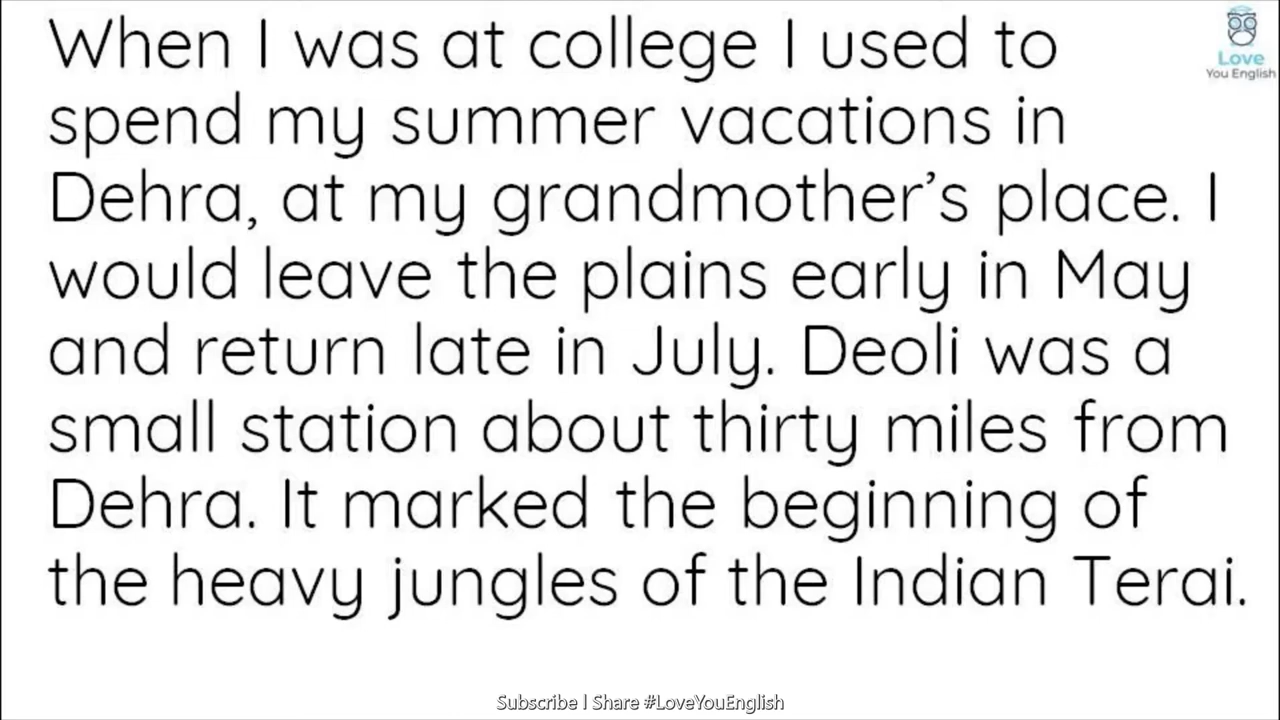 When I was at college I used to
spend my summer vacations in
Dehra, at my grandmother’s place. I
would leave the plains early in May
and return late in July. Deoli was a
small station about thirty miles from
Dehra. It marked the beginning of
the heavy jungles of the Indian Terai.
Love
You English
Subscribe | Share #LoveYouEnglish